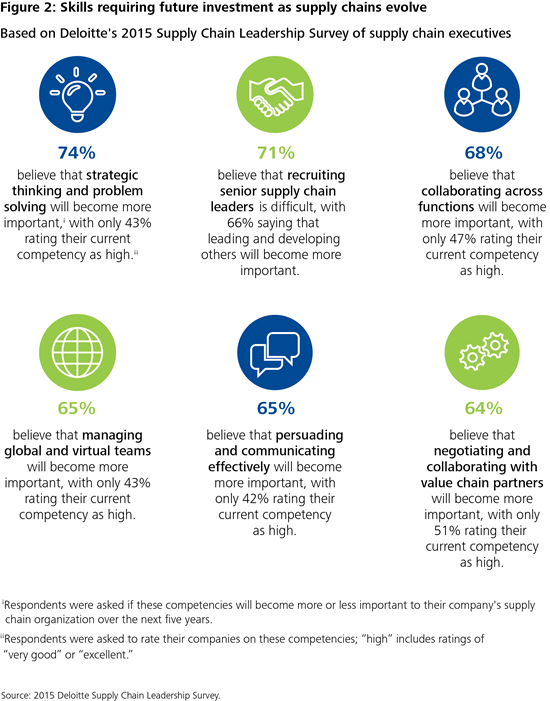 Figure 2: Skills requiring future investment as supply chains evolve
Based on Deloitte's 2015 Supply Chain Leadership Survey of supply chain executives
74%
believe that strategic
thinking and problem
solving will become more
important,ⁱ with only 43%
rating their current
competency as high.ⁱⁱ
71%
believe that recruiting
senior supply chain
leaders is difficult, with
66% saying that
leading and developing
others will become more
important.
68%
believe that
collaborating across
functions will become
more important, with
only 47% rating their
current competency
as high.
65%
believe that managing
global and virtual teams
will become more
important, with only 43%
rating their current
competency as high.
65%
believe that persuading
and communicating
effectively will become
more important, with
only 42% rating their
current competency
as high.
64%
believe that
negotiating and
collaborating with
value chain partners
will become more
important, with only
51% rating their
current competency
as high.
ⁱRespondents were asked if these competencies will become more or less important to their company's supply
chain organization over the next five years.
ⁱⁱRespondents were asked to rate their companies on these competencies; “high” includes ratings of
“very good” or “excellent.”
Source: 2015 Deloitte Supply Chain Leadership Survey.